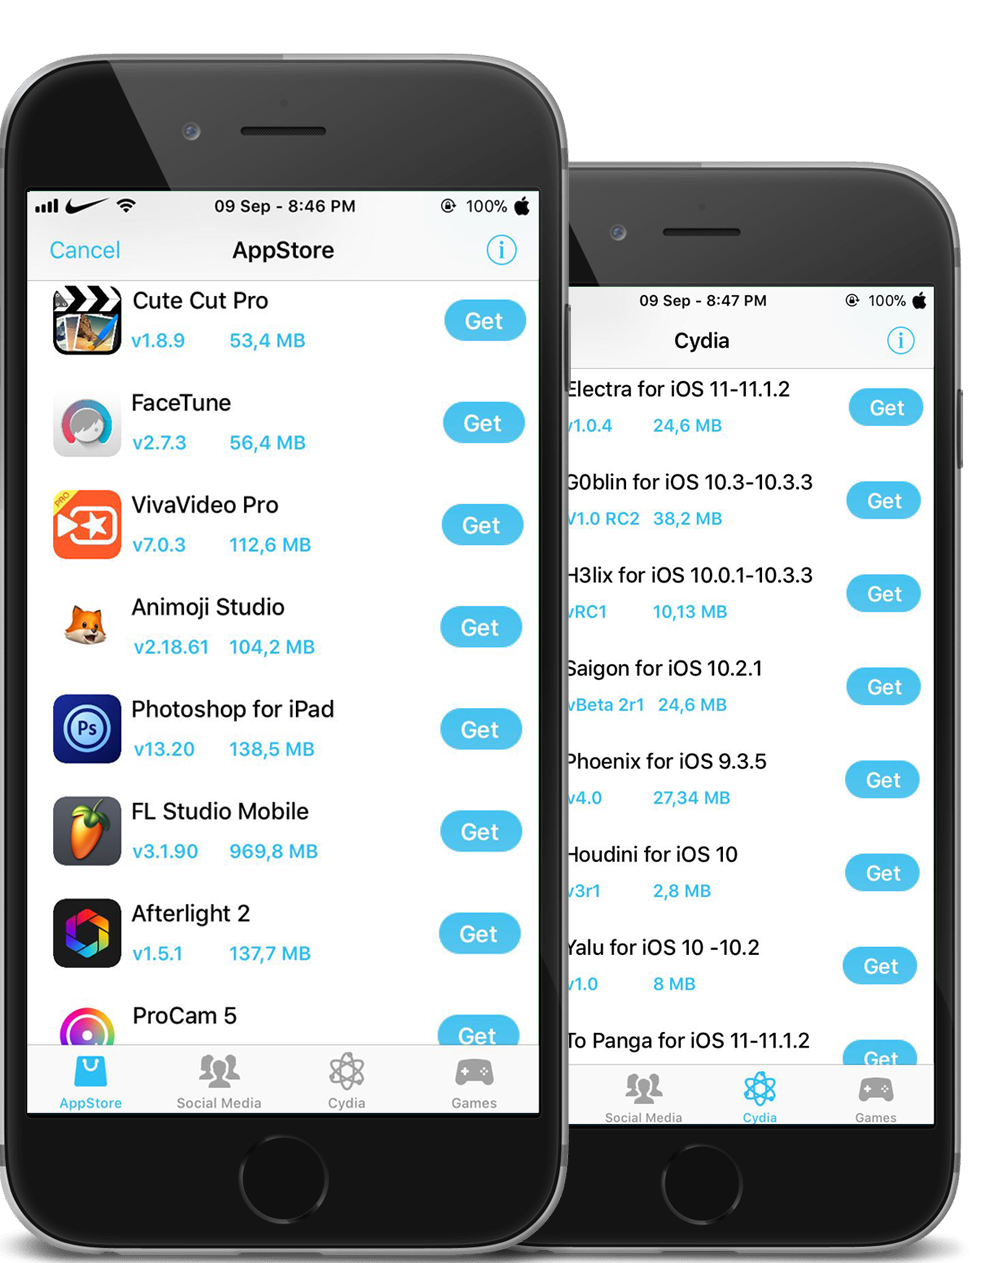 09 Sep - 8:46 PM
100%
Cancel
AppStore
i
Cute Cut Pro
v1.8.9 53,4 MB
Get
FaceTune
v2.7.3 56,4 MB
Get
PRO
VivaVideo Pro
v7.0.3 112,6 MB
Get
Animoji Studio
v2.18.61 104,2 MB
Get
Ps
Photoshop for iPad
v13.20 138,5 MB
Get
FL Studio Mobile
v3.1.90 969,8 MB
Get
Afterlight 2
v1.5.1 137,7 MB
Get
ProCam 5
Get
AppStore
Social Media
Cydia
Games
09 Sep - 8:47 PM
100%
Cydia
i
Electra for iOS 11-11.1.2
v1.0.4 24,6 MB
Get
G0blin for iOS 10.3-10.3.3
V1.0 RC2 38,2 MB
Get
H3lix for iOS 10.0.1-10.3.3
vRC1 10,13 MB
Get
Saigon for iOS 10.2.1
vBeta 2r1 24,6 MB
Get
Phoenix for iOS 9.3.5
v4.0 27,34 MB
Get
Houdini for iOS 10
v3r1 2,8 MB
Get
Yalu for iOS 10 -10.2
v1.0 8 MB
Get
To Panga for iOS 11-11.1.2
Get
Social Media
Cydia
Games